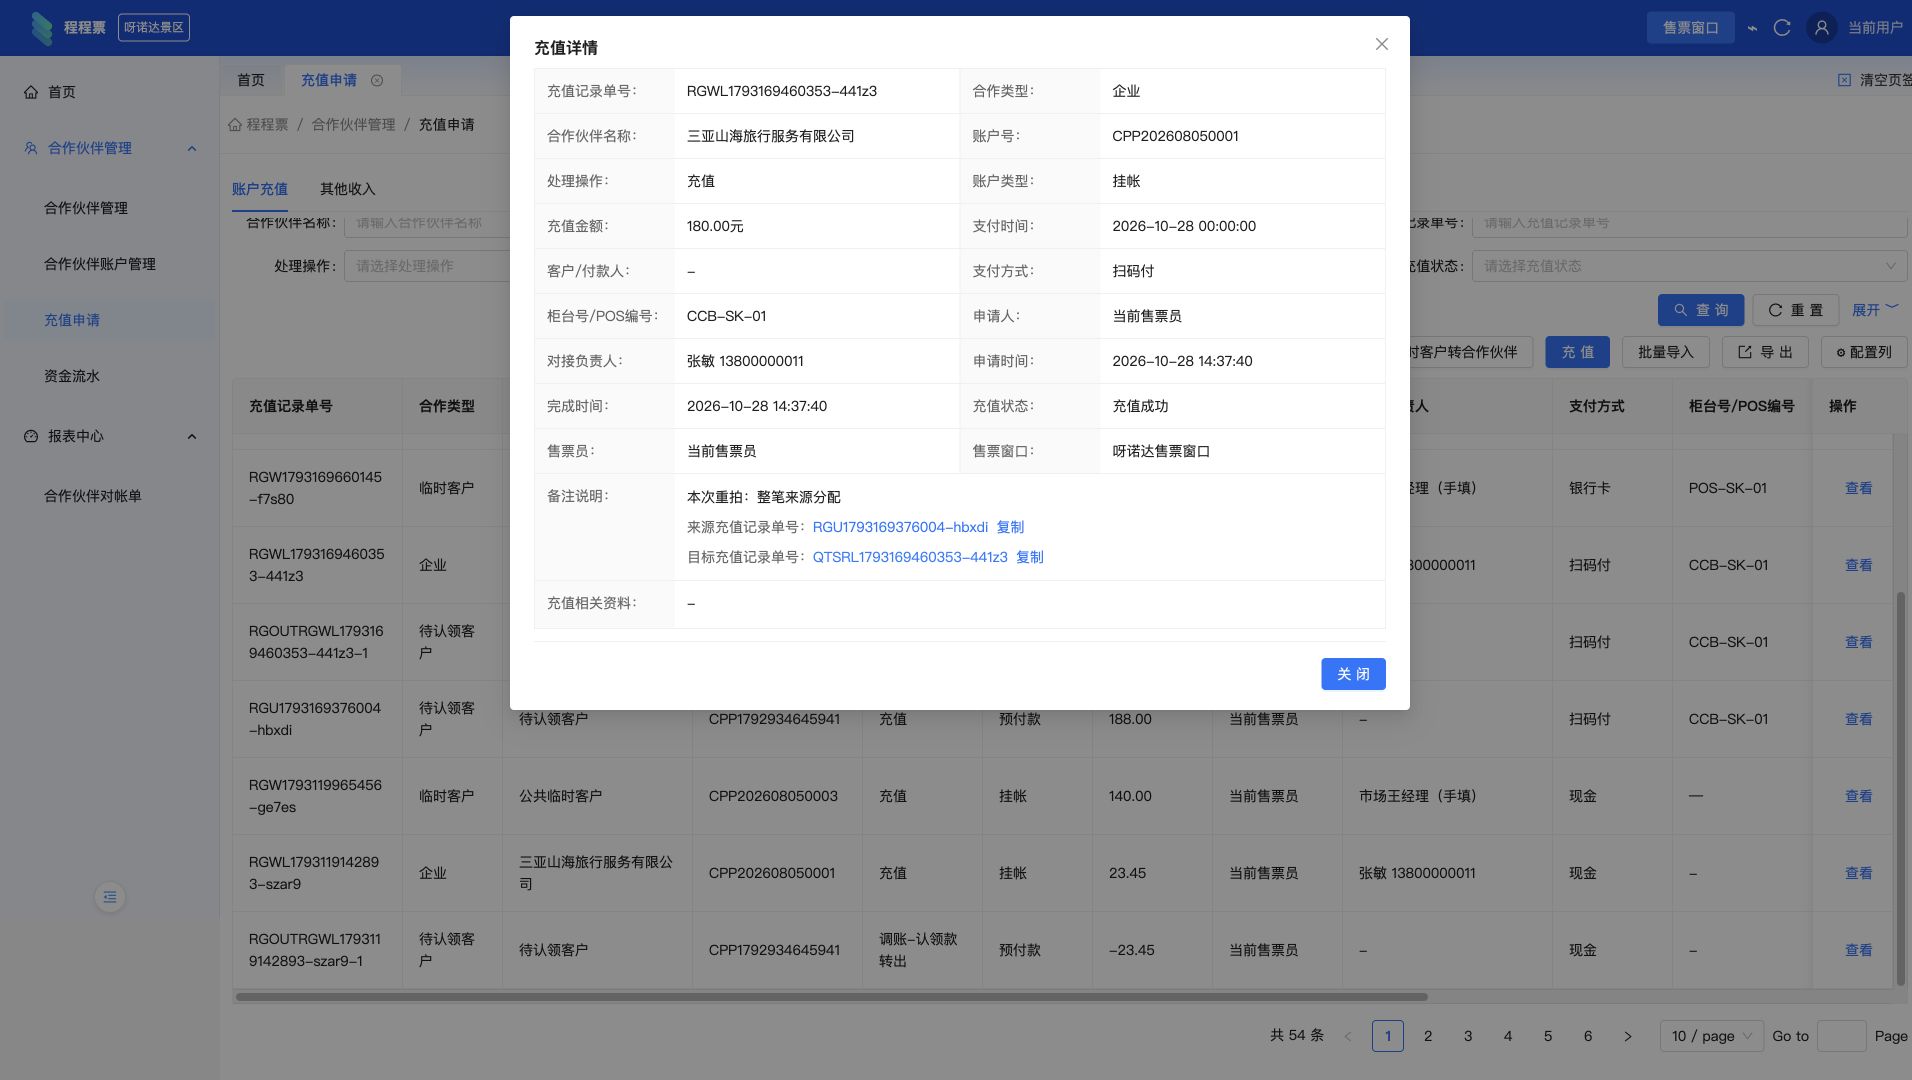 程程票
呀诺达景区
售票窗口
当前用户
首页
合作伙伴管理
合作伙伴管理
合作伙伴账户管理
充值申请
资金流水
报表中心
合作伙伴对帐单
首页
充值申请
清空页签
程程票 / 合作伙伴管理 / 充值申请
账户充值
其他收入
合作伙伴名称：
请输入合作伙伴名称
记录单号：
请输入充值记录单号
处理操作：
请选择处理操作
充值状态：
请选择充值状态
查 询
重 置
展开
时客户转合作伙伴
充 值
批量导入
导 出
配置列
充值详情
充值记录单号： RGWL1793169460353-441z3 合作类型： 企业
合作伙伴名称： 三亚山海旅行服务有限公司 账户号： CPP202608050001
处理操作： 充值 账户类型： 挂帐
充值金额： 180.00元 支付时间： 2026-10-28 00:00:00
客户/付款人： - 支付方式： 扫码付
柜台号/POS编号： CCB-SK-01 申请人： 当前售票员
对接负责人： 张敏 13800000011 申请时间： 2026-10-28 14:37:40
完成时间： 2026-10-28 14:37:40 充值状态： 充值成功
售票员： 当前售票员 售票窗口： 呀诺达售票窗口
备注说明： 本次重拍：整笔来源分配
来源充值记录单号：RGU1793169376004-hbxdi 复制
目标充值记录单号：QTSRL1793169460353-441z3 复制
充值相关资料： -
关 闭
充值记录单号 合作类型 责人 支付方式 柜台号/POS编号 操作
RGW1793169660145
-f7s80
临时客户 经理（手填） 银行卡 POS-SK-01 查看
RGWL179316946035
3-441z3
企业 800000011 扫码付 CCB-SK-01 查看
RGOUTRGWL179316
9460353-441z3-1
待认领客
户
扫码付 CCB-SK-01 查看
RGU1793169376004
-hbxdi
待认领客
户
待认领客户 CPP1792934645941 充值 预付款 188.00 当前售票员 - 扫码付 CCB-SK-01 查看
RGW1793119965456
-ge7es
临时客户 公共临时客户 CPP202608050003 充值 挂帐 140.00 当前售票员 市场王经理（手填） 现金 — 查看
RGWL179311914289
3-szar9
企业
三亚山海旅行服务有限公
司
CPP202608050001 充值 挂帐 23.45 当前售票员 张敏 13800000011 现金 - 查看
RGOUTRGWL179311
9142893-szar9-1
待认领客
户
待认领客户 CPP1792934645941
调账-认领款
转出
预付款 -23.45 当前售票员 - 现金 - 查看
共 54 条 < 1 2 3 4 5 6 > 10 / page Go to Page